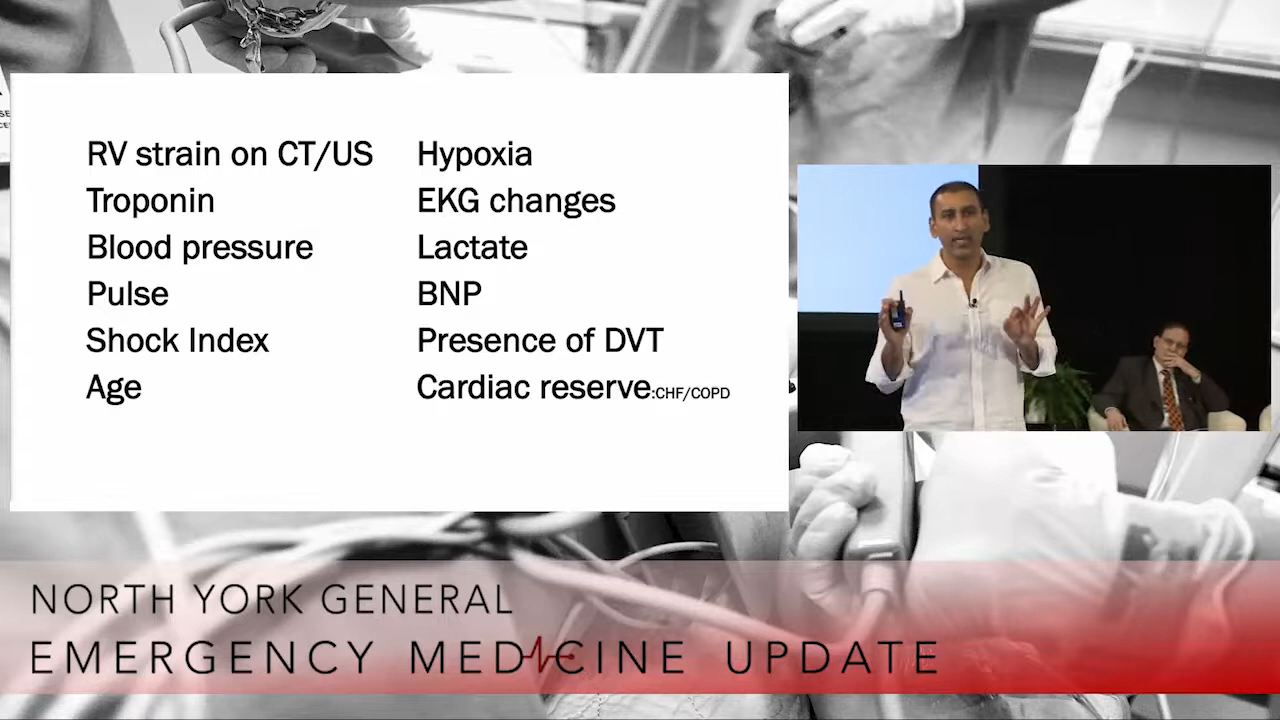 RV strain on CT/US
Troponin
Blood pressure
Pulse
Shock Index
Age
Hypoxia
EKG changes
Lactate
BNP
Presence of DVT
Cardiac reserve:CHF/COPD
NORTH YORK GENERAL
EMERGENCY MEDICINE UPDATE